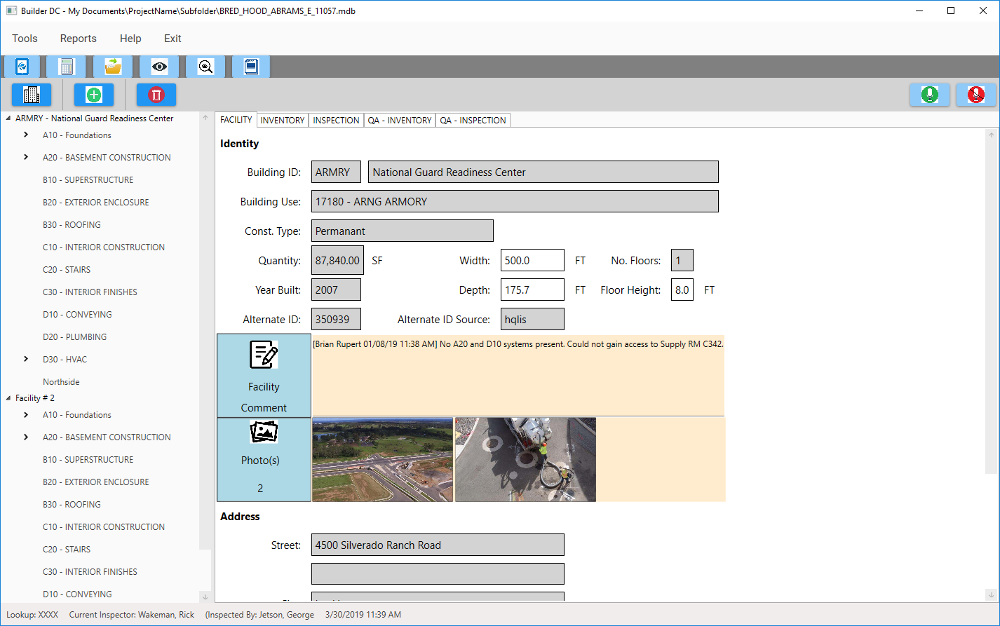 Builder DC - My Documents\ProjectName\Subfolder\BRED_HOOD_ABRAMS_E_11057.mdb
Tools Reports Help Exit
ARMRY - National Guard Readiness Center
A10 - Foundations
A20 - BASEMENT CONSTRUCTION
B10 - SUPERSTRUCTURE
B20 - EXTERIOR ENCLOSURE
B30 - ROOFING
C10 - INTERIOR CONSTRUCTION
C20 - STAIRS
C30 - INTERIOR FINISHES
D10 - CONVEYING
D20 - PLUMBING
D30 - HVAC
Northside
Facility # 2
A10 - Foundations
A20 - BASEMENT CONSTRUCTION
B10 - SUPERSTRUCTURE
B20 - EXTERIOR ENCLOSURE
B30 - ROOFING
C10 - INTERIOR CONSTRUCTION
C20 - STAIRS
C30 - INTERIOR FINISHES
D10 - CONVEYING
FACILITY INVENTORY INSPECTION QA - INVENTORY QA - INSPECTION
Identity
Building ID: ARMRY National Guard Readiness Center
Building Use: 17180 - ARNG ARMORY
Const. Type: Permanant
Quantity: 87,840.00 SF Width: 500.0 FT No. Floors: 1
Year Built: 2007 Depth: 175.7 FT Floor Height: 8.0 FT
Alternate ID: 350939 Alternate ID Source: hqlis
Facility
Comment
[Brian Rupert 01/08/19 11:38 AM] No A20 and D10 systems present. Could not gain access to Supply RM C342.
Photo(s)
2
Address
Street: 4500 Silverado Ranch Road
Lookup: XXXX Current Inspector: Wakeman, Rick (Inspected By: Jetson, George 3/30/2019 11:39 AM